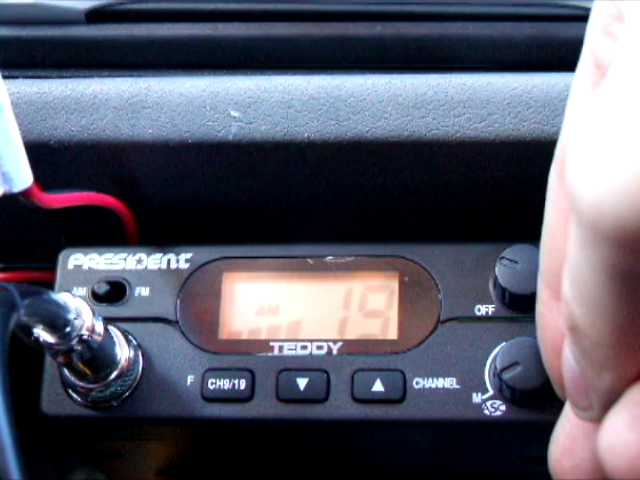 PRESIDENT
AM FM
AM
19
OFF
TEDDY
F CH9/19 ▼ ▲ CHANNEL
M
ASC